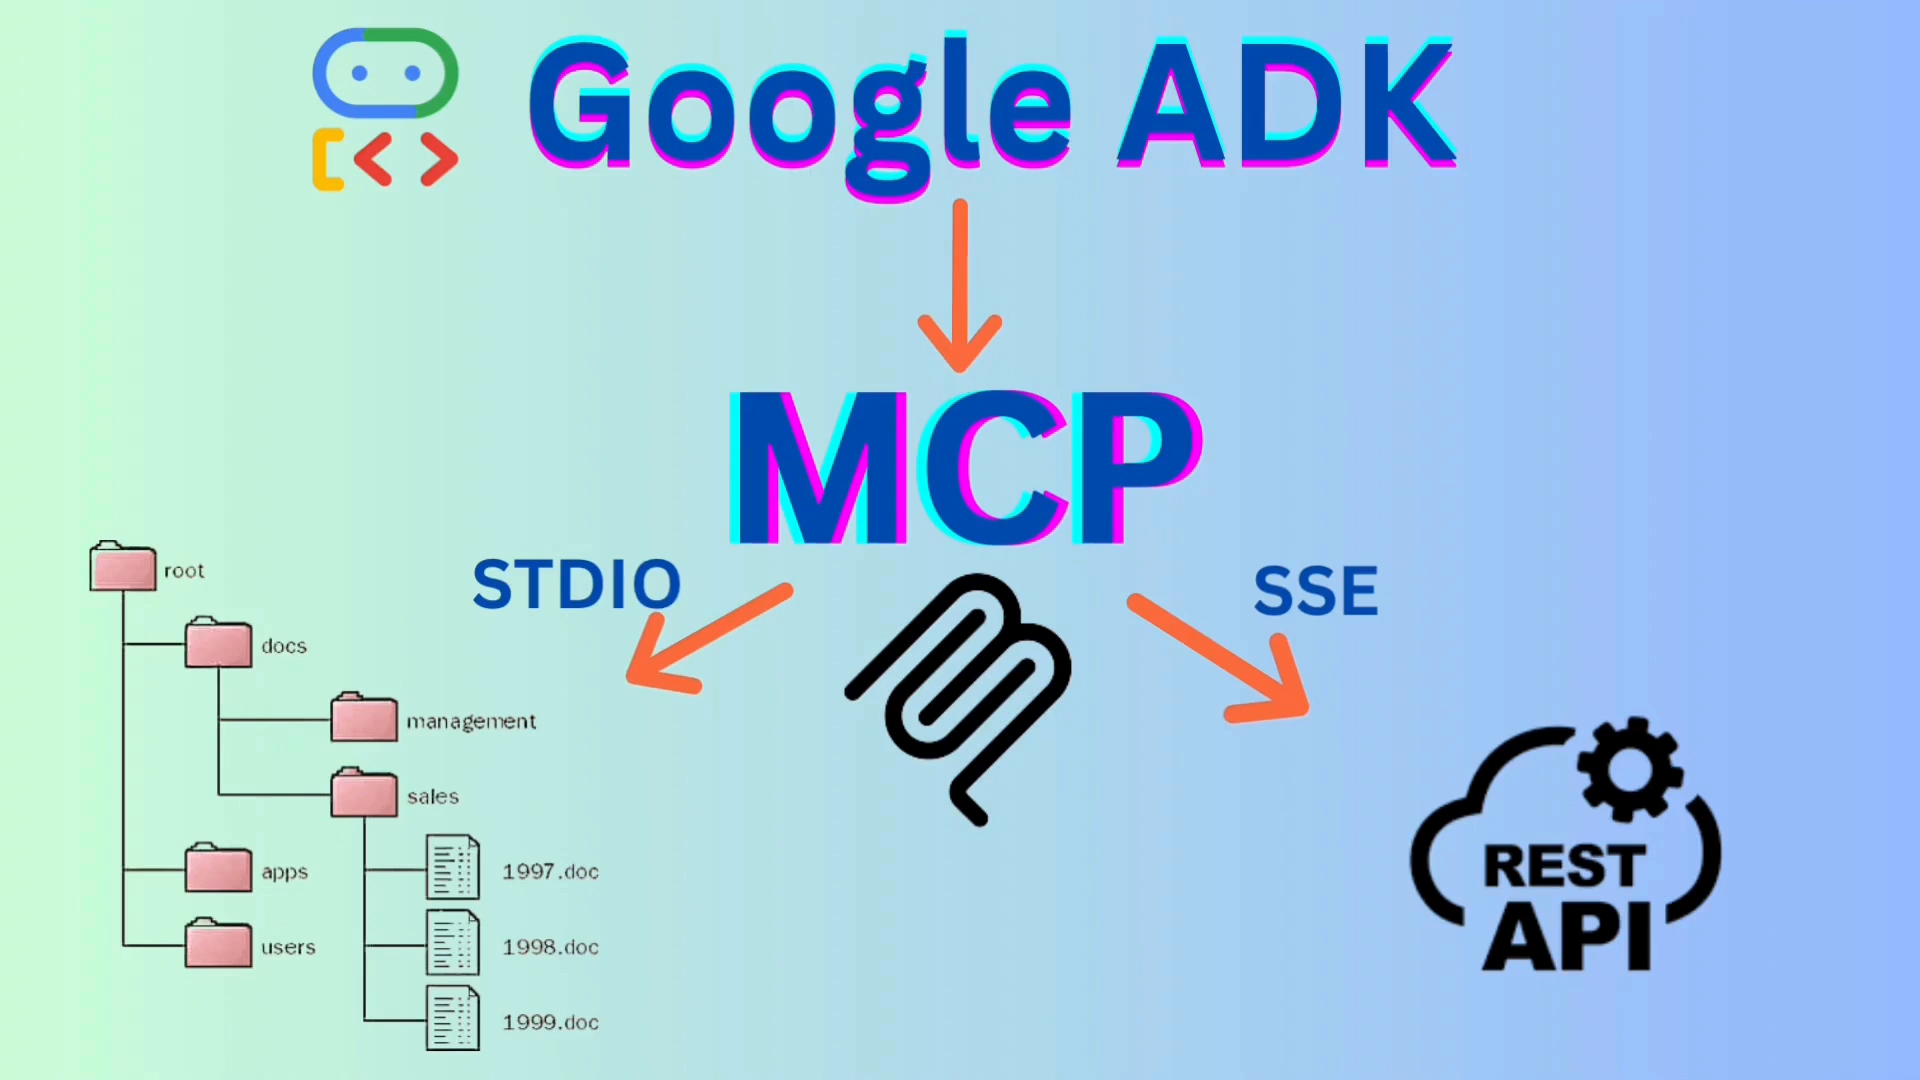 Google ADK
MCP
STDIO
SSE
root
docs
management
sales
apps
users
1997.doc
1998.doc
1999.doc
REST
API